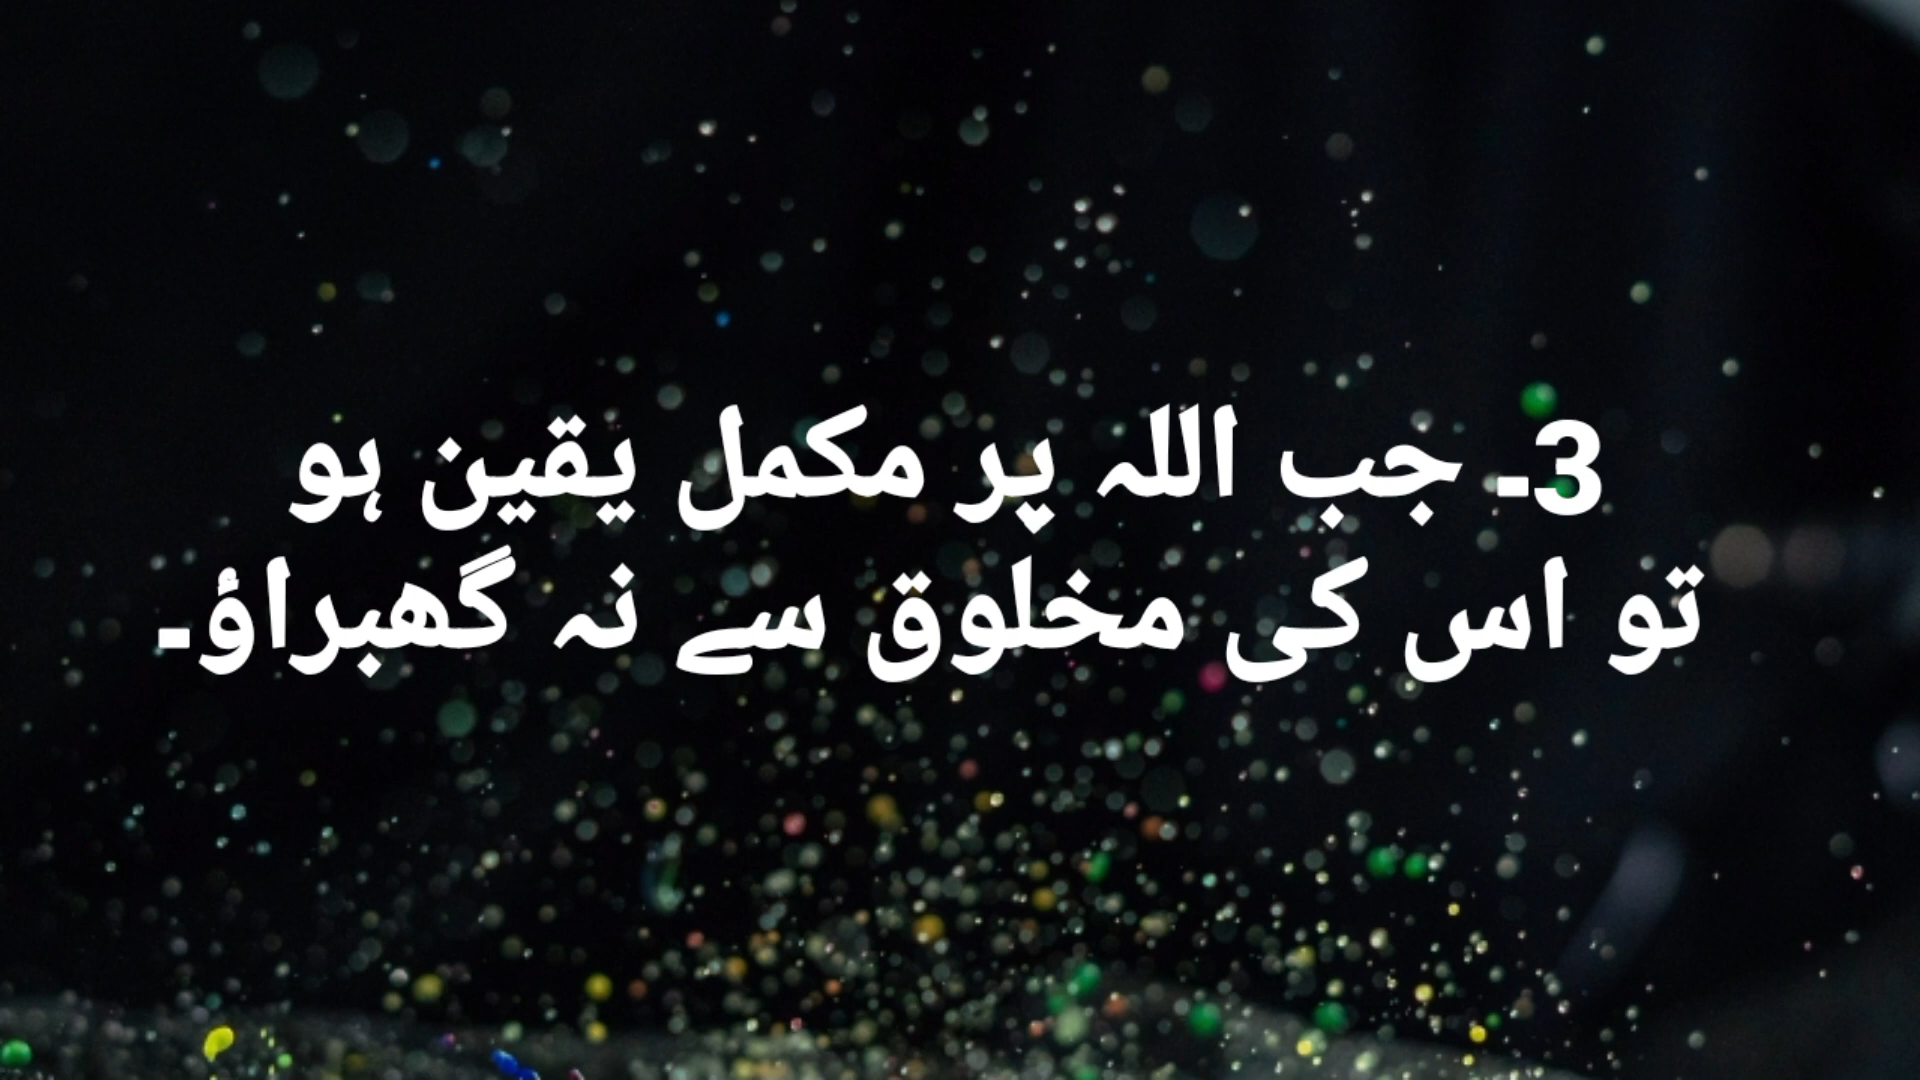 3۔ جب اللہ پر مکمل یقین ہو
تو اس کی مخلوق سے نہ گھبراؤ۔